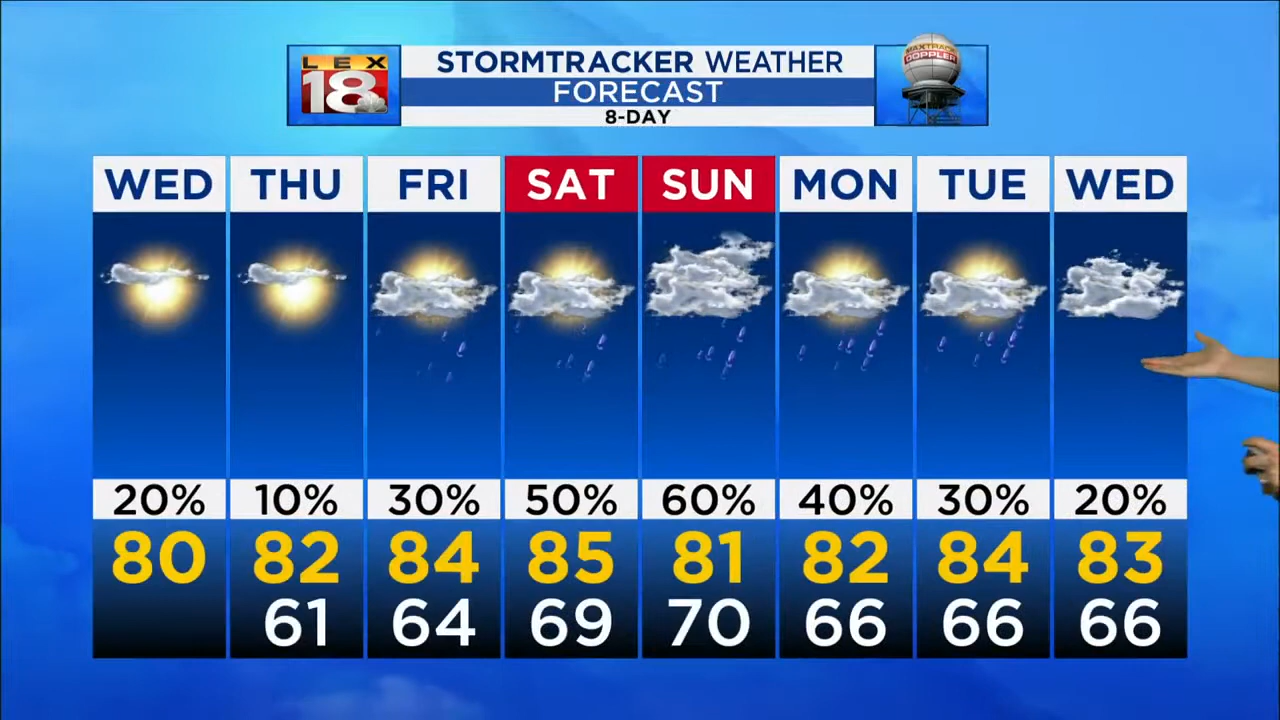 LEX
18
STORMTRACKER WEATHER
FORECAST
8-DAY
MAXTRACK
DOPPLER
WED THU FRI SAT SUN MON TUE WED
20% 10% 30% 50% 60% 40% 30% 20%
80 82 84 85 81 82 84 83
61 64 69 70 66 66 66